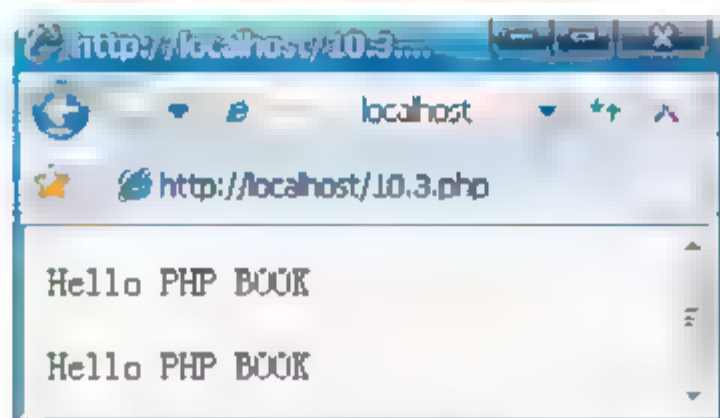 http://localhost/10.3....
localhost
http://localhost/10.3.php
Hello PHP BOOK
Hello PHP BOOK